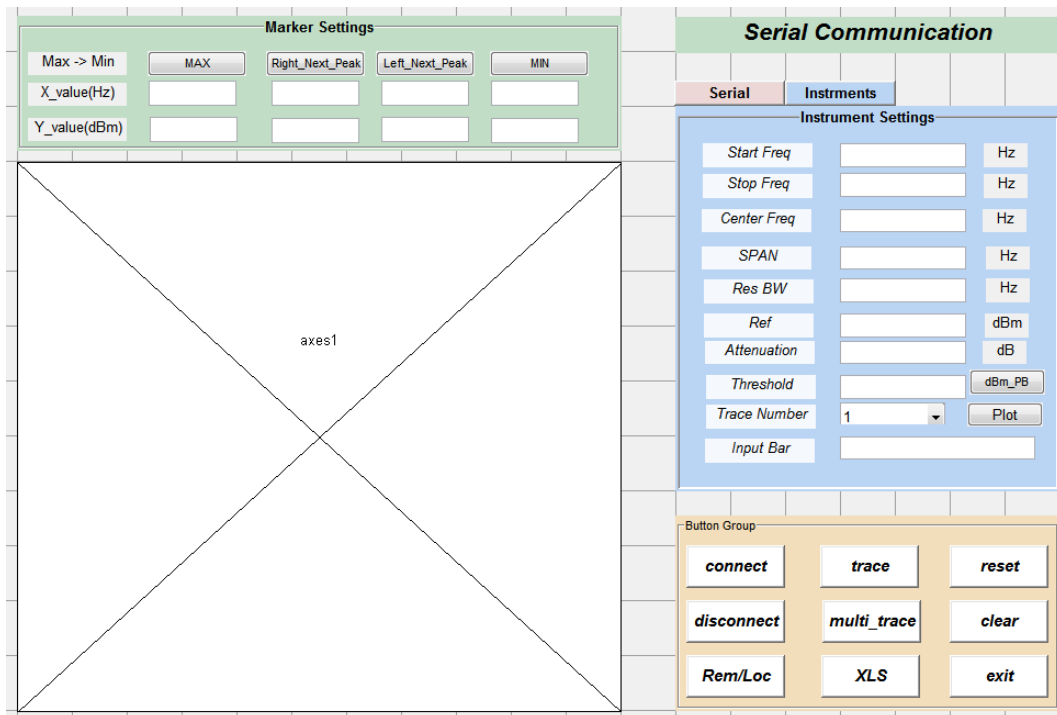 Marker Settings
Max -> Min MAX Right_Next_Peak Left_Next_Peak MIN
X_value(Hz)
Y_value(dBm)
axes1
Serial Communication
Serial Instrments
Instrument Settings
Start Freq Hz
Stop Freq Hz
Center Freq Hz
SPAN Hz
Res BW Hz
Ref dBm
Attenuation dB
Threshold dBm_PB
Trace Number 1 Plot
Input Bar
Button Group
connect trace reset
disconnect multi_trace clear
Rem/Loc XLS exit